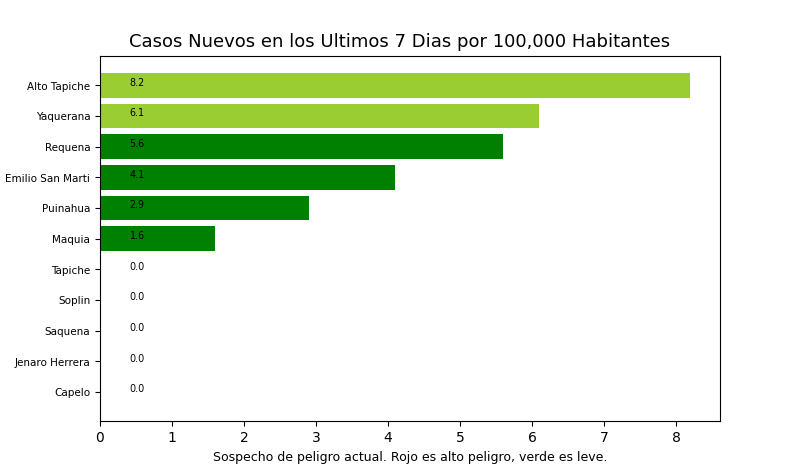 Casos Nuevos en los Ultimos 7 Dias por 100,000 Habitantes
Alto Tapiche 8.2
Yaquerana 6.1
Requena 5.6
Emilio San Marti 4.1
Puinahua 2.9
Maquia 1.6
Tapiche 0.0
Soplin 0.0
Saquena 0.0
Jenaro Herrera 0.0
Capelo 0.0
0 1 2 3 4 5 6 7 8
Sospecho de peligro actual. Rojo es alto peligro, verde es leve.